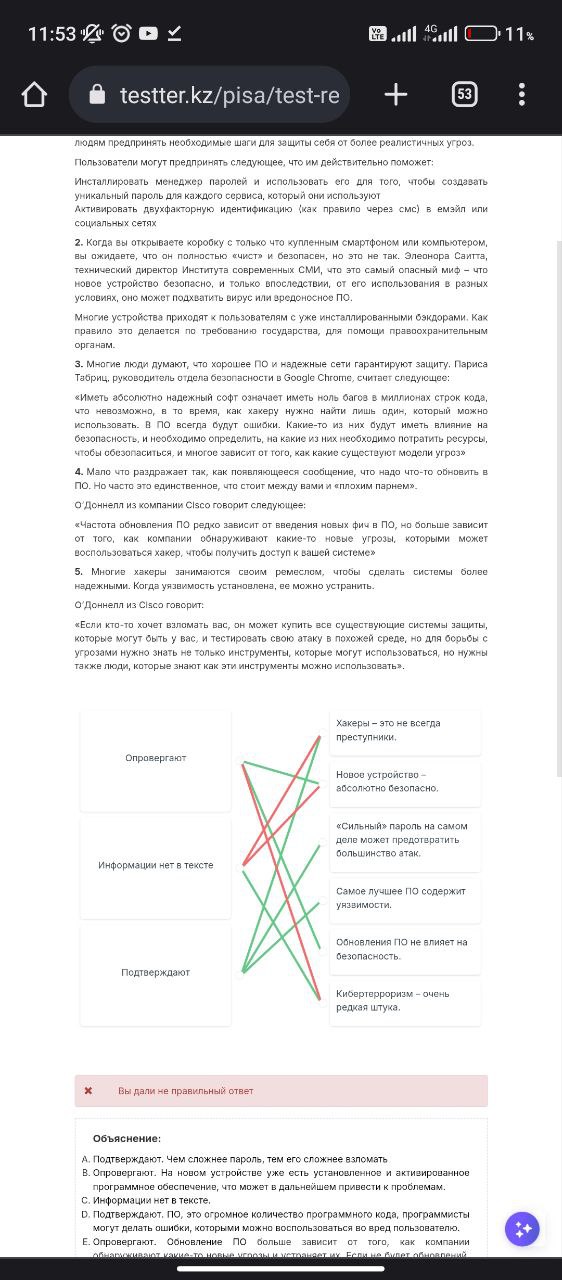 11:53
Vo LTE
4G
11%
testter.kz/pisa/test-re
53
людям предпринять необходимые шаги для защиты себя от более реалистичных угроз.
Пользователи могут предпринять следующее, что им действительно поможет:
Инсталлировать менеджер паролей и использовать его для того, чтобы создавать
уникальный пароль для каждого сервиса, который они используют
Активировать двухфакторную идентификацию (как правило через смс) в емэйл или
социальных сетях
2. Когда вы открываете коробку с только что купленным смартфоном или компьютером,
вы ожидаете, что он полностью «чист» и безопасен, но это не так. Элеонора Саитта,
технический директор Института современных СМИ, что это самый опасный миф – что
новое устройство безопасно, и только впоследствии, от его использования в разных
условиях, оно может подхватить вирус или вредоносное ПО.
Многие устройства приходят к пользователям с уже инсталлированными бэкдорами. Как
правило это делается по требованию государства, для помощи правоохранительным
органам.
3. Многие люди думают, что хорошее ПО и надежные сети гарантируют защиту. Париса
Табриц, руководитель отдела безопасности в Google Chrome, считает следующее:
«Иметь абсолютно надежный софт означает иметь ноль багов в миллионах строк кода,
что невозможно, в то время, как хакеру нужно найти лишь один, который можно
использовать. В ПО всегда будут ошибки. Какие-то из них будут иметь влияние на
безопасность, и необходимо определить, на какие из них необходимо потратить ресурсы,
чтобы обезопаситься, и многое зависит от того, как какие существуют модели угроз»
4. Мало что раздражает так, как появляющееся сообщение, что надо что-то обновить в
ПО. Но часто это единственное, что стоит между вами и «плохим парнем».
О'Доннелл из компании Cisco говорит следующее:
«Частота обновления ПО редко зависит от введения новых фич в ПО, но больше зависит
от того, как компании обнаруживают какие-то новые угрозы, которыми может
воспользоваться хакер, чтобы получить доступ к вашей системе»
5. Многие хакеры занимаются своим ремеслом, чтобы сделать системы более
надежными. Когда уязвимость установлена, ее можно устранить.
О'Доннелл из Cisco говорит:
«Если кто-то хочет взломать вас, он может купить все существующие системы защиты,
которые могут быть у вас, и тестировать свою атаку в похожей среде, но для борьбы с
угрозами нужно знать не только инструменты, которые могут использоваться, но нужны
также люди, которые знают как эти инструменты можно использовать».
Опровергают
Информации нет в тексте
Подтверждают
Хакеры – это не всегда
преступники.
Новое устройство –
абсолютно безопасно.
«Сильный» пароль на самом
деле может предотвратить
большинство атак.
Самое лучшее ПО содержит
уязвимости.
Обновления ПО не влияет на
безопасность.
Кибертерроризм – очень
редкая штука.
Вы дали не правильный ответ
Объяснение:
A. Подтверждают. Чем сложнее пароль, тем его сложнее взломать
B. Опровергают. На новом устройстве уже есть установленное и активированное
программное обеспечение, что может в дальнейшем привести к проблемам.
C. Информации нет в тексте.
D. Подтверждают. ПО, это огромное количество программного кода, программисты
могут делать ошибки, которыми можно воспользоваться во вред пользователю.
E. Опровергают. Обновление ПО больше зависит от того, как компании
обнаруживают какие-то новые угрозы и устраняет их. Если не будет обновлений,